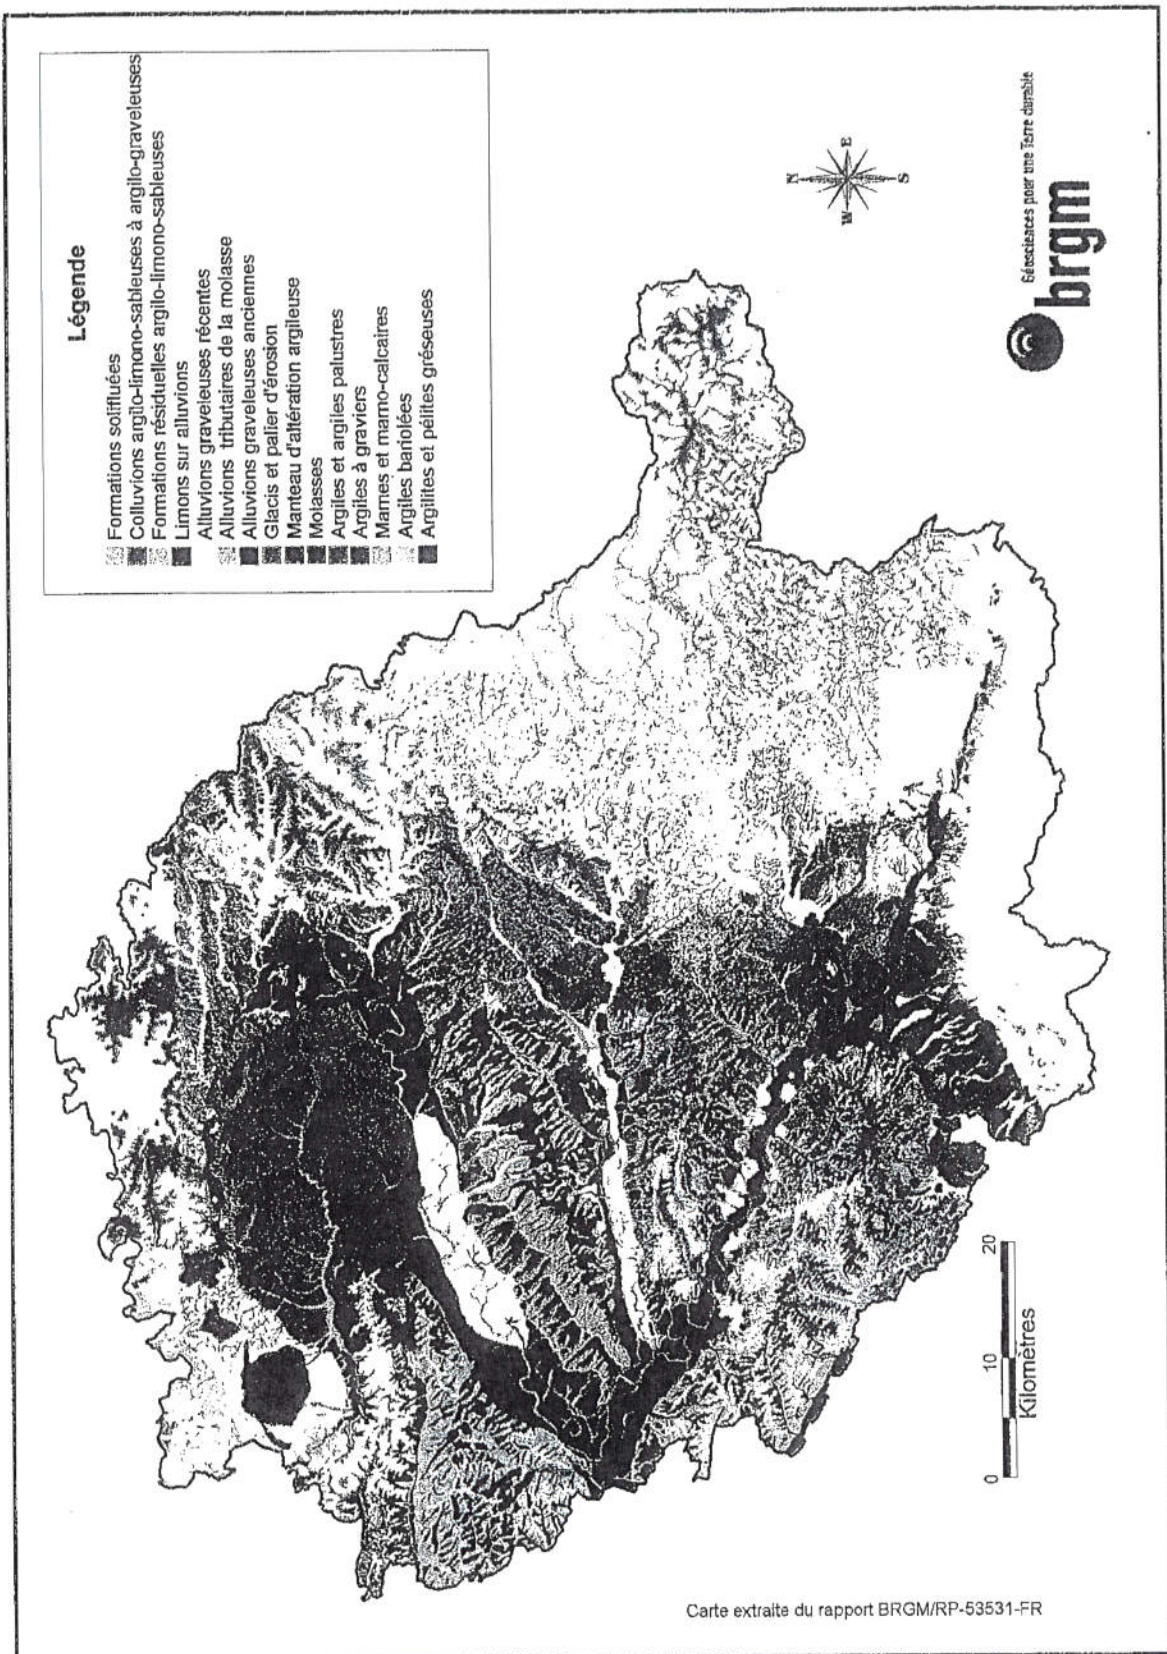 Légende
Formations solifluées
Colluvions argilo-limono-sableuses à argilo-graveleuses
Formations résiduelles argilo-limono-sableuses
Limons sur alluvions
Alluvions graveleuses récentes
Alluvions tributaires de la molasse
Alluvions graveleuses anciennes
Glacis et palier d'érosion
Manteau d'altération argileuse
Molasses
Argiles et argiles palustres
Argiles à graviers
Marnes et marno-calcaires
Argiles bariolées
Argilites et pélites gréseuses
N
W E
S
Géosciences pour une Terre durable
brgm
0 10 20
Kilomètres
Carte extraite du rapport BRGM/RP-53531-FR